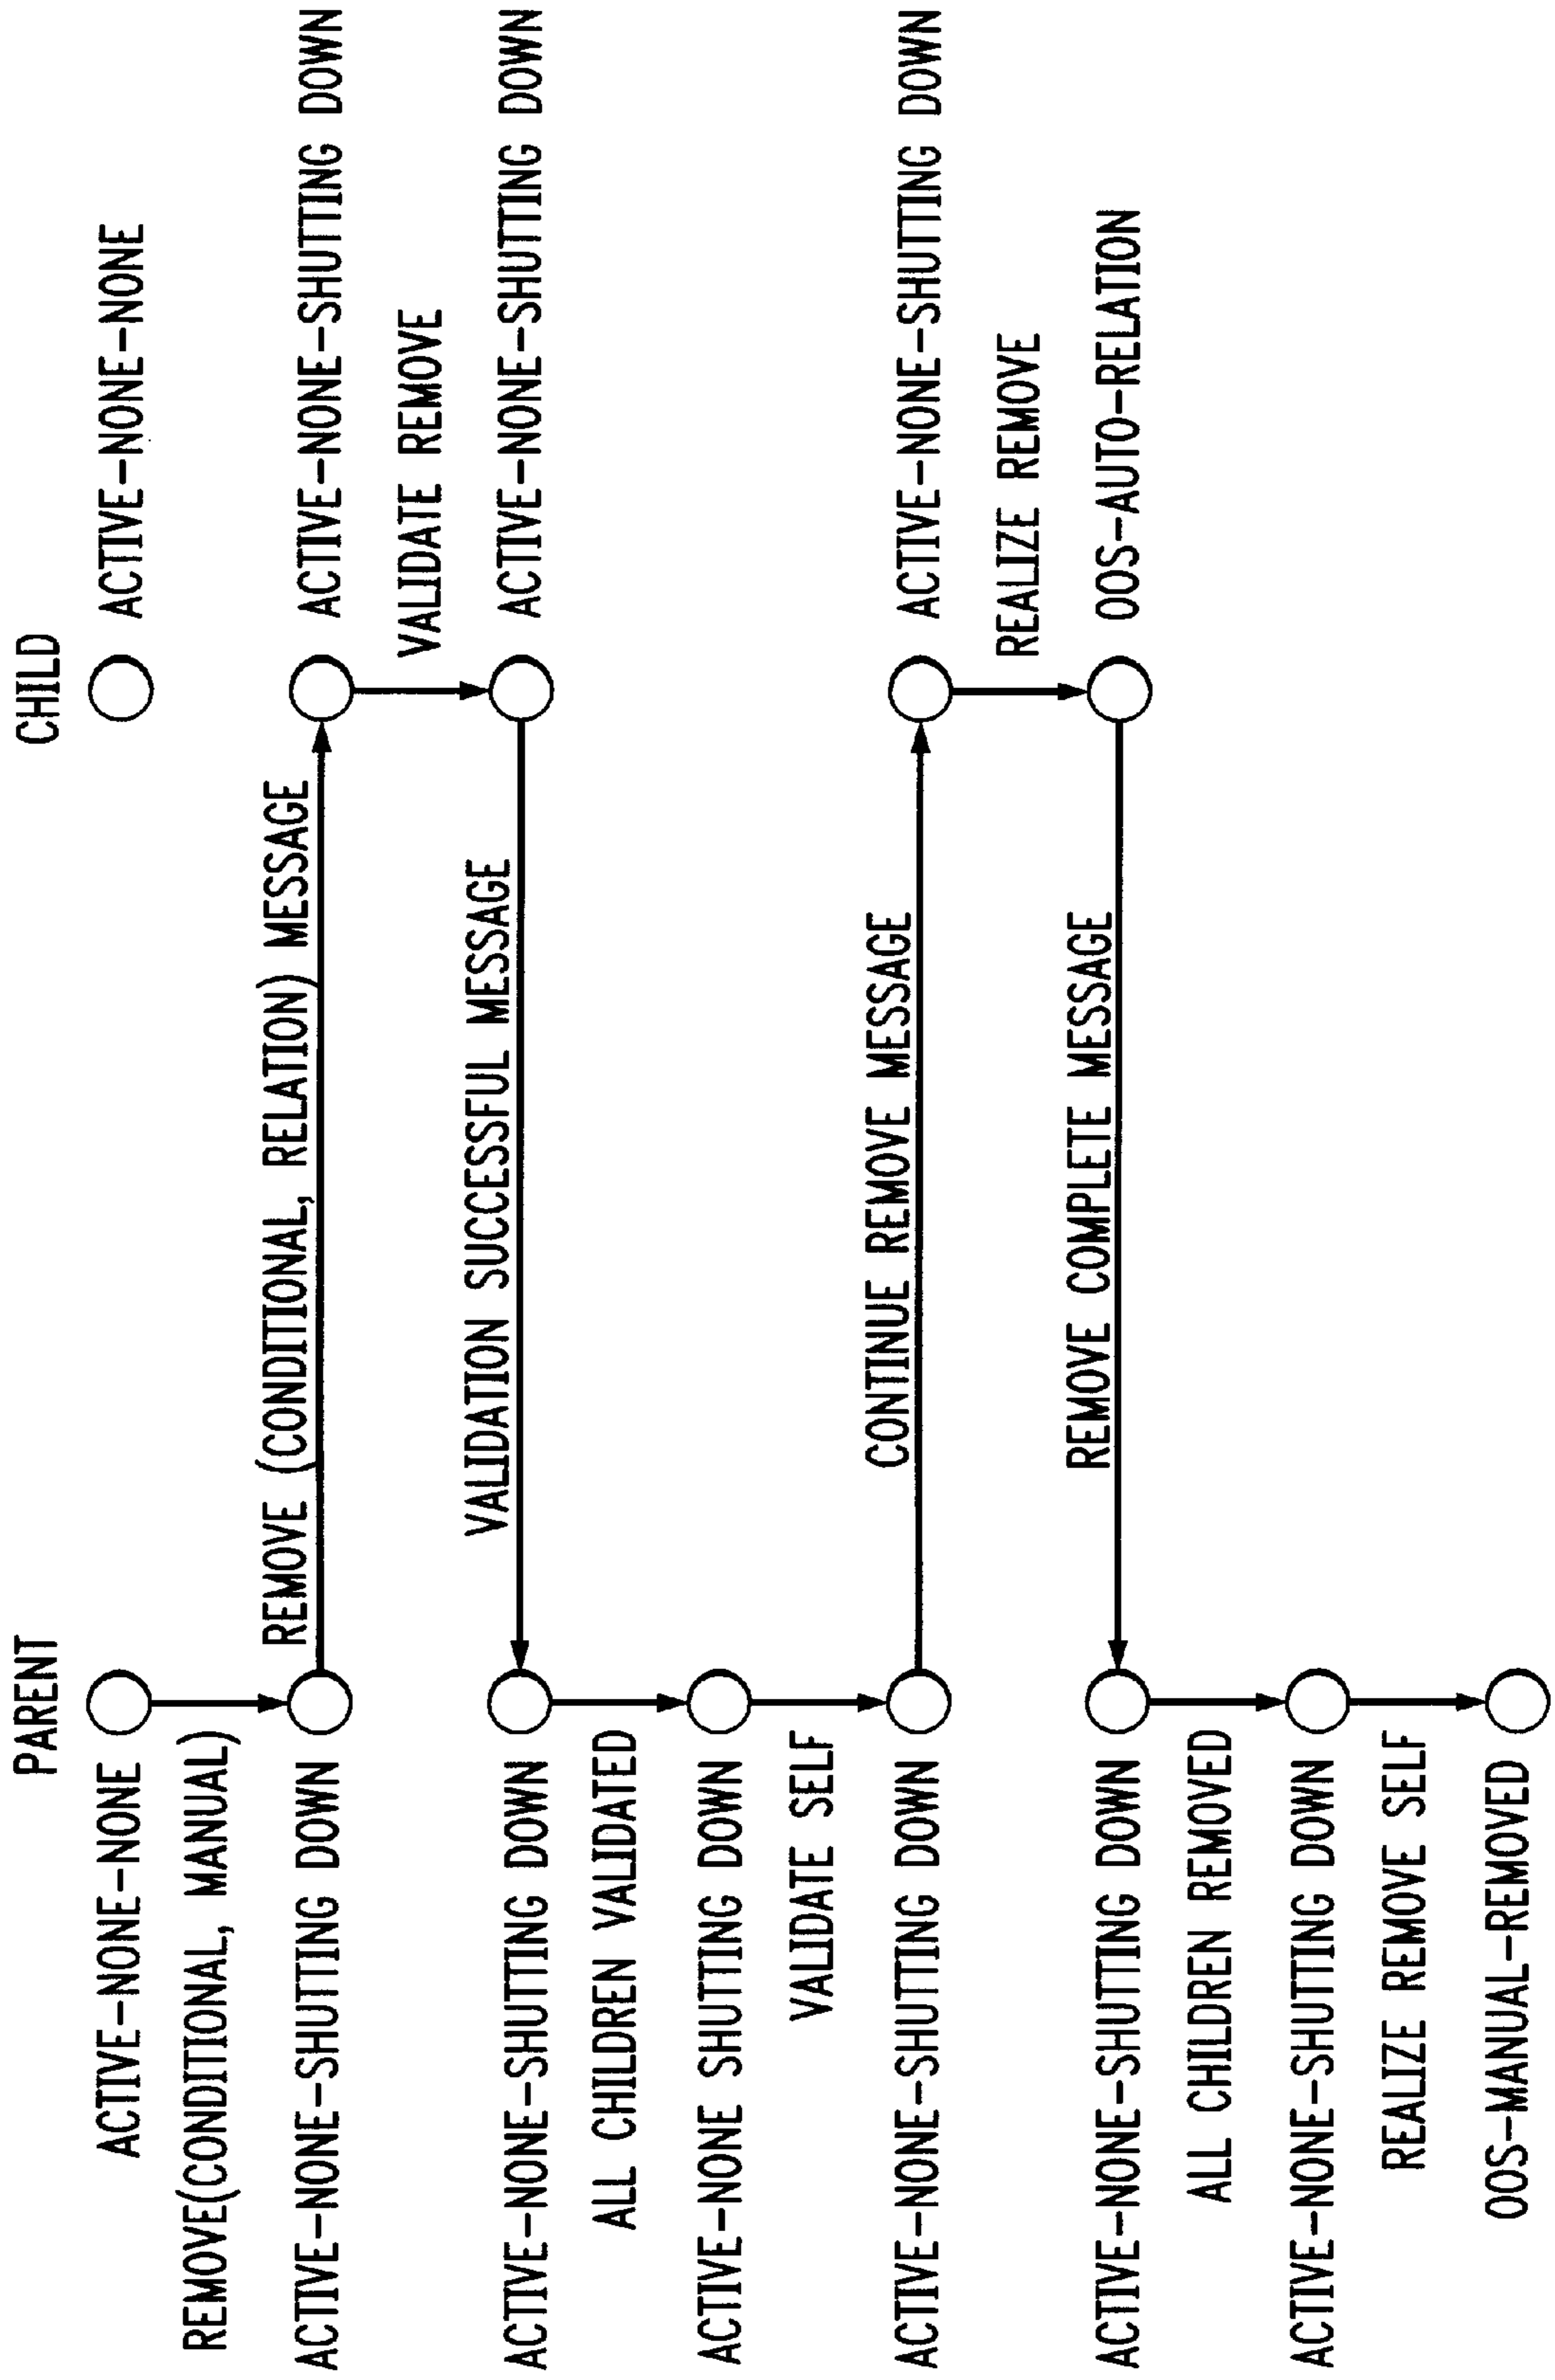 PARENT
CHILD
ACTIVE-NONE-NONE
ACTIVE-NONE-NONE
REMOVE(CONDITIONAL, MANUAL)
REMOVE (CONDITIONAL, RELATION) MESSAGE
ACTIVE-NONE-SHUTTING DOWN
ACTIVE-NONE-SHUTTING DOWN
VALIDATE REMOVE
VALIDATION SUCCESSFUL MESSAGE
ACTIVE-NONE-SHUTTING DOWN
ACTIVE-NONE-SHUTTING DOWN
ALL CHILDREN VALIDATED
ACTIVE-NONE SHUTTING DOWN
VALIDATE SELF
CONTINUE REMOVE MESSAGE
ACTIVE-NONE-SHUTTING DOWN
ACTIVE-NONE-SHUTTING DOWN
REALIZE REMOVE
REMOVE COMPLETE MESSAGE
ACTIVE-NONE-SHUTTING DOWN
OOS-AUTO-RELATION
ALL CHILDREN REMOVED
ACTIVE-NONE-SHUTTING DOWN
REALIZE REMOVE SELF
OOS-MANUAL-REMOVED